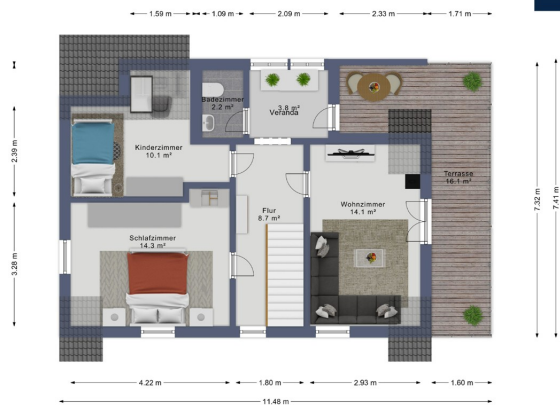 1.59 m
1.09 m
2.09 m
2.33 m
1.71 m
Badezimmer
2.2 m²
3.8 m²
Veranda
Kinderzimmer
10.1 m²
2.39 m
Terrasse
16.1 m²
7.32 m
7.41 m
Flur
8.7 m²
Wohnzimmer
14.1 m²
Schlafzimmer
14.3 m²
3.28 m
4.22 m
1.80 m
2.93 m
1.60 m
11.48 m